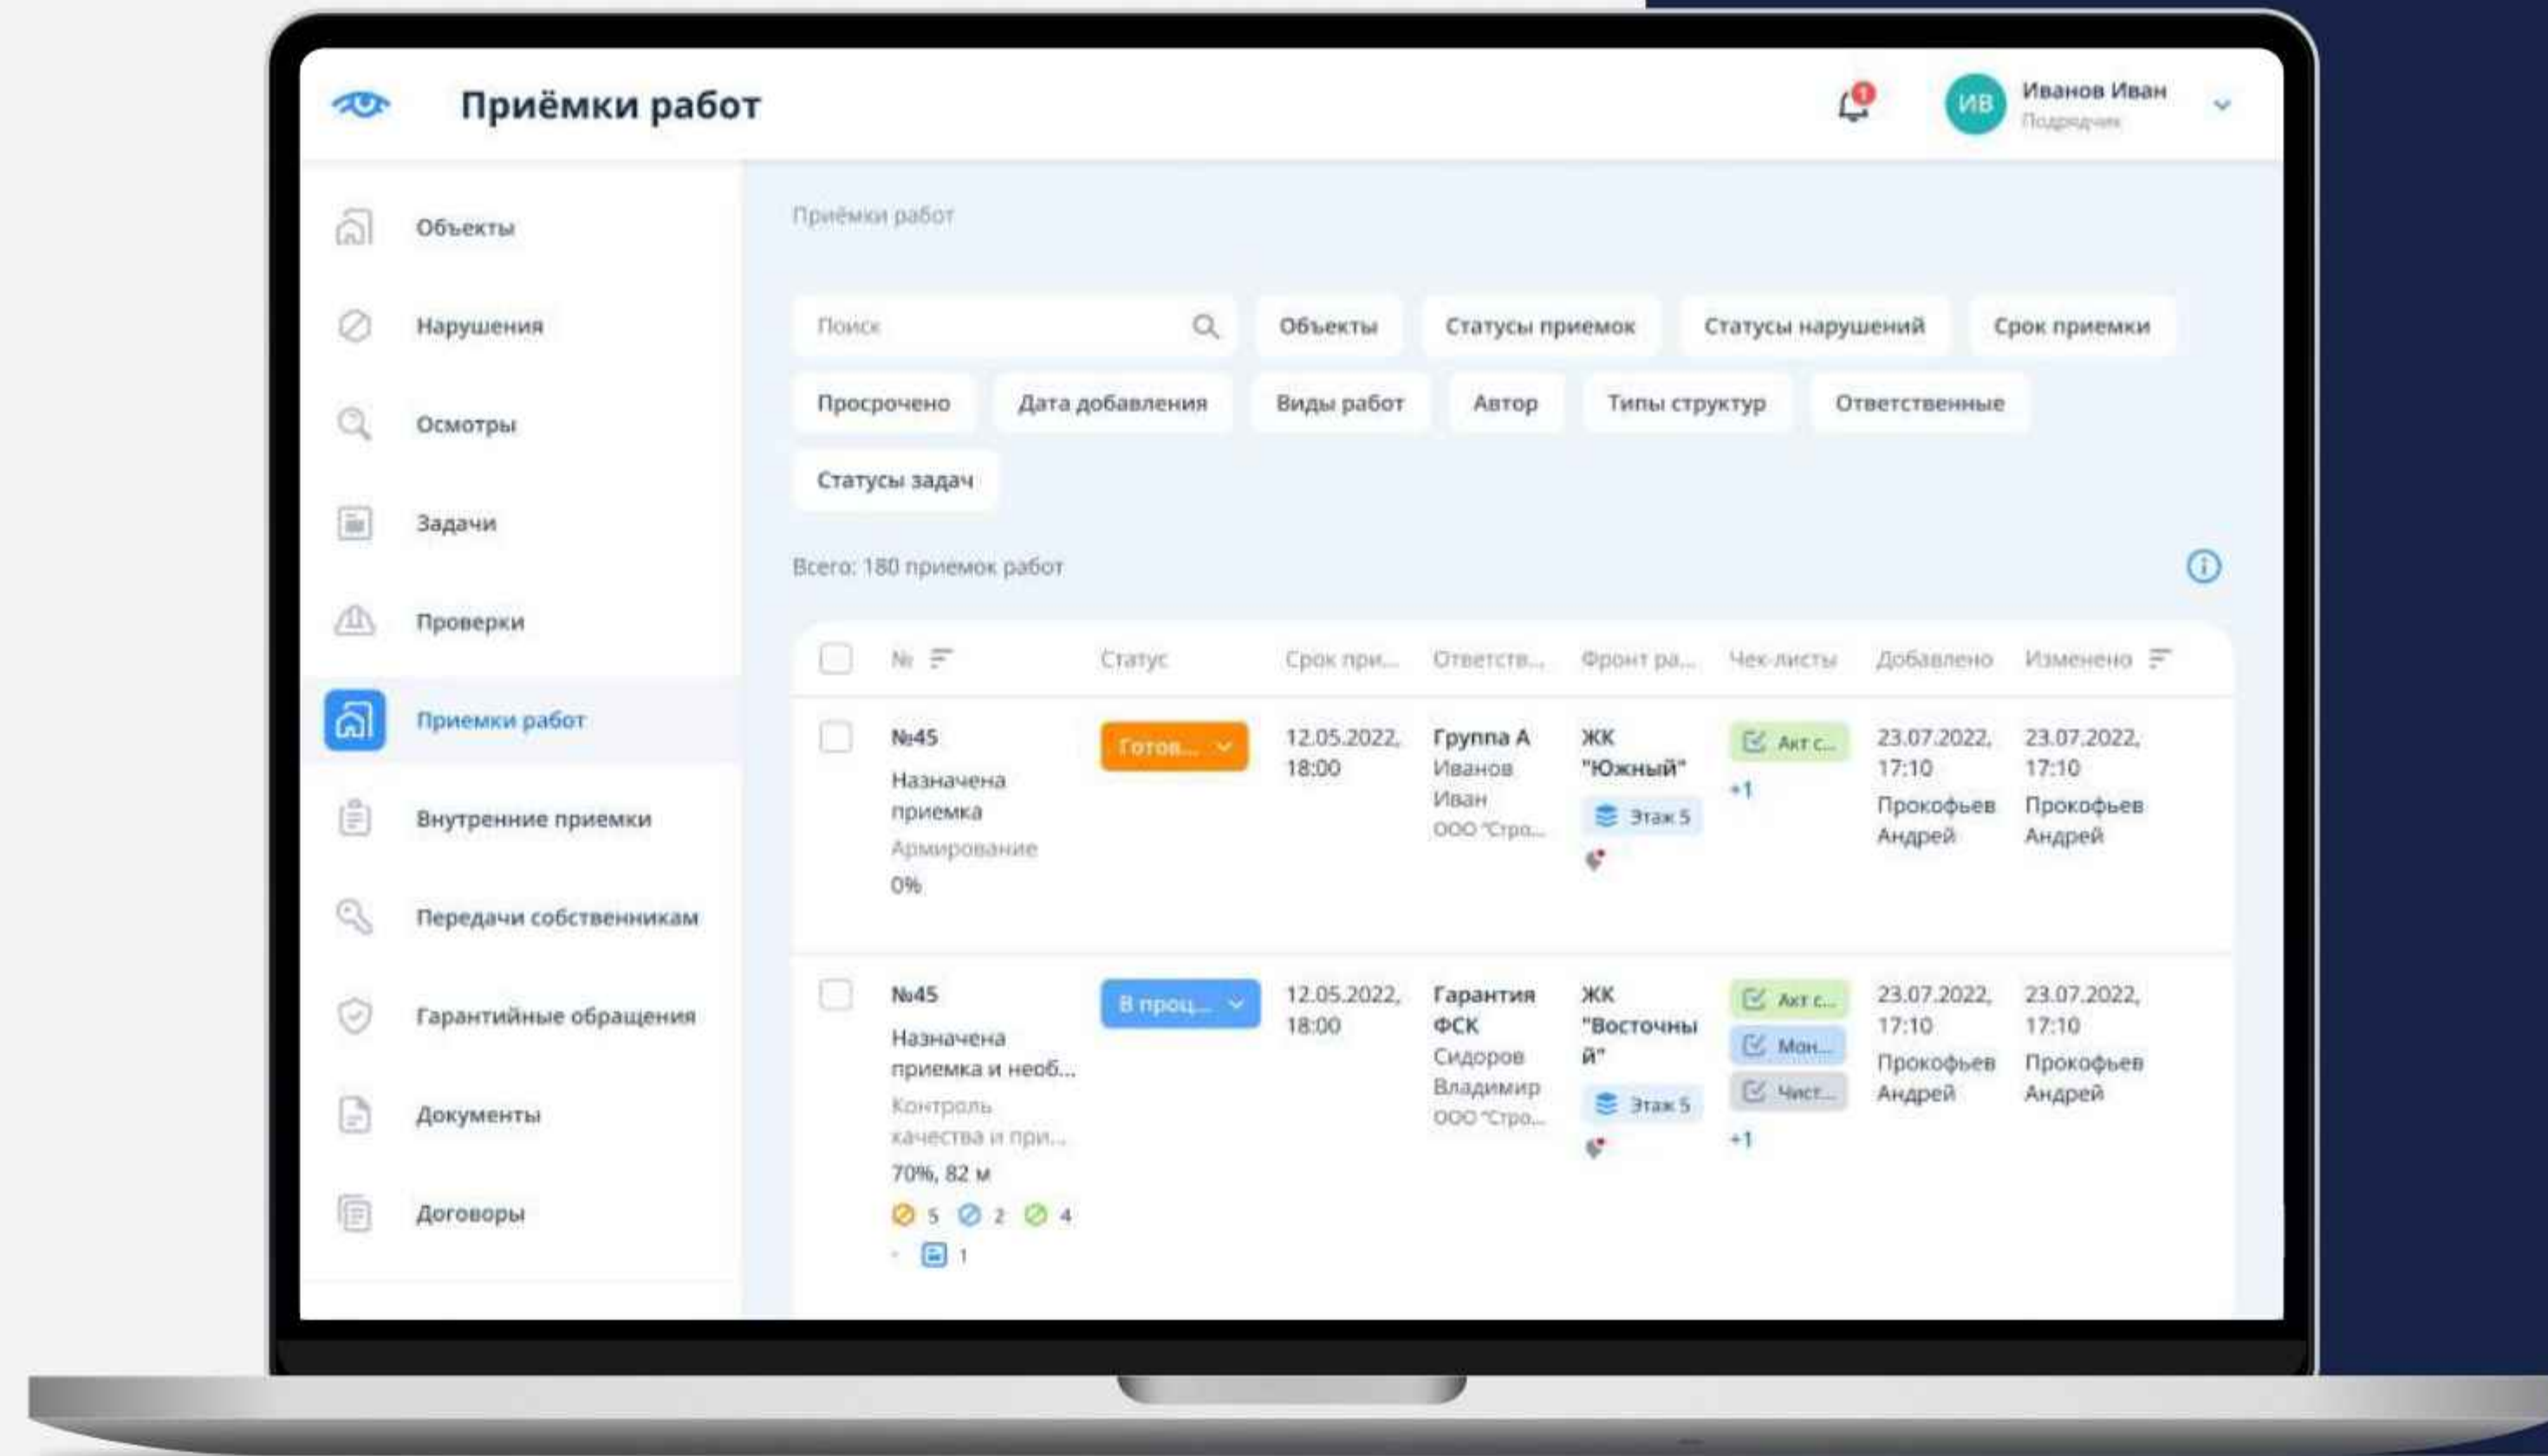 Приёмки работ
1
ИВ
Иванов Иван
Подрядчик
Объекты
Нарушения
Осмотры
Задачи
Проверки
Приемки работ
Внутренние приемки
Передачи собственникам
Гарантийные обращения
Документы
Договоры
Приёмки работ
Поиск
Объекты
Статусы приемок
Статусы нарушений
Срок приемки
Просрочено
Дата добавления
Виды работ
Автор
Типы структур
Ответственные
Статусы задач
Всего: 180 приемок работ
№
Статус
Срок при...
Ответств...
Фронт ра...
Чек-листы
Добавлено
Изменено
№45
Назначена
приемка
Армирование
0%
Готов...
12.05.2022,
18:00
Группа А
Иванов
Иван
ООО "Стро...
ЖК
"Южный"
Этаж 5
Акт с...
+1
23.07.2022,
17:10
Прокофьев
Андрей
23.07.2022,
17:10
Прокофьев
Андрей
№45
Назначена
приемка и необ...
Контроль
качества и при...
70%, 82 м
5 2 4
1
В проц...
12.05.2022,
18:00
Гарантия
ФСК
Сидоров
Владимир
ООО "Стро...
ЖК
"Восточны
й"
Этаж 5
Акт с...
Мон...
Чист...
+1
23.07.2022,
17:10
Прокофьев
Андрей
23.07.2022,
17:10
Прокофьев
Андрей